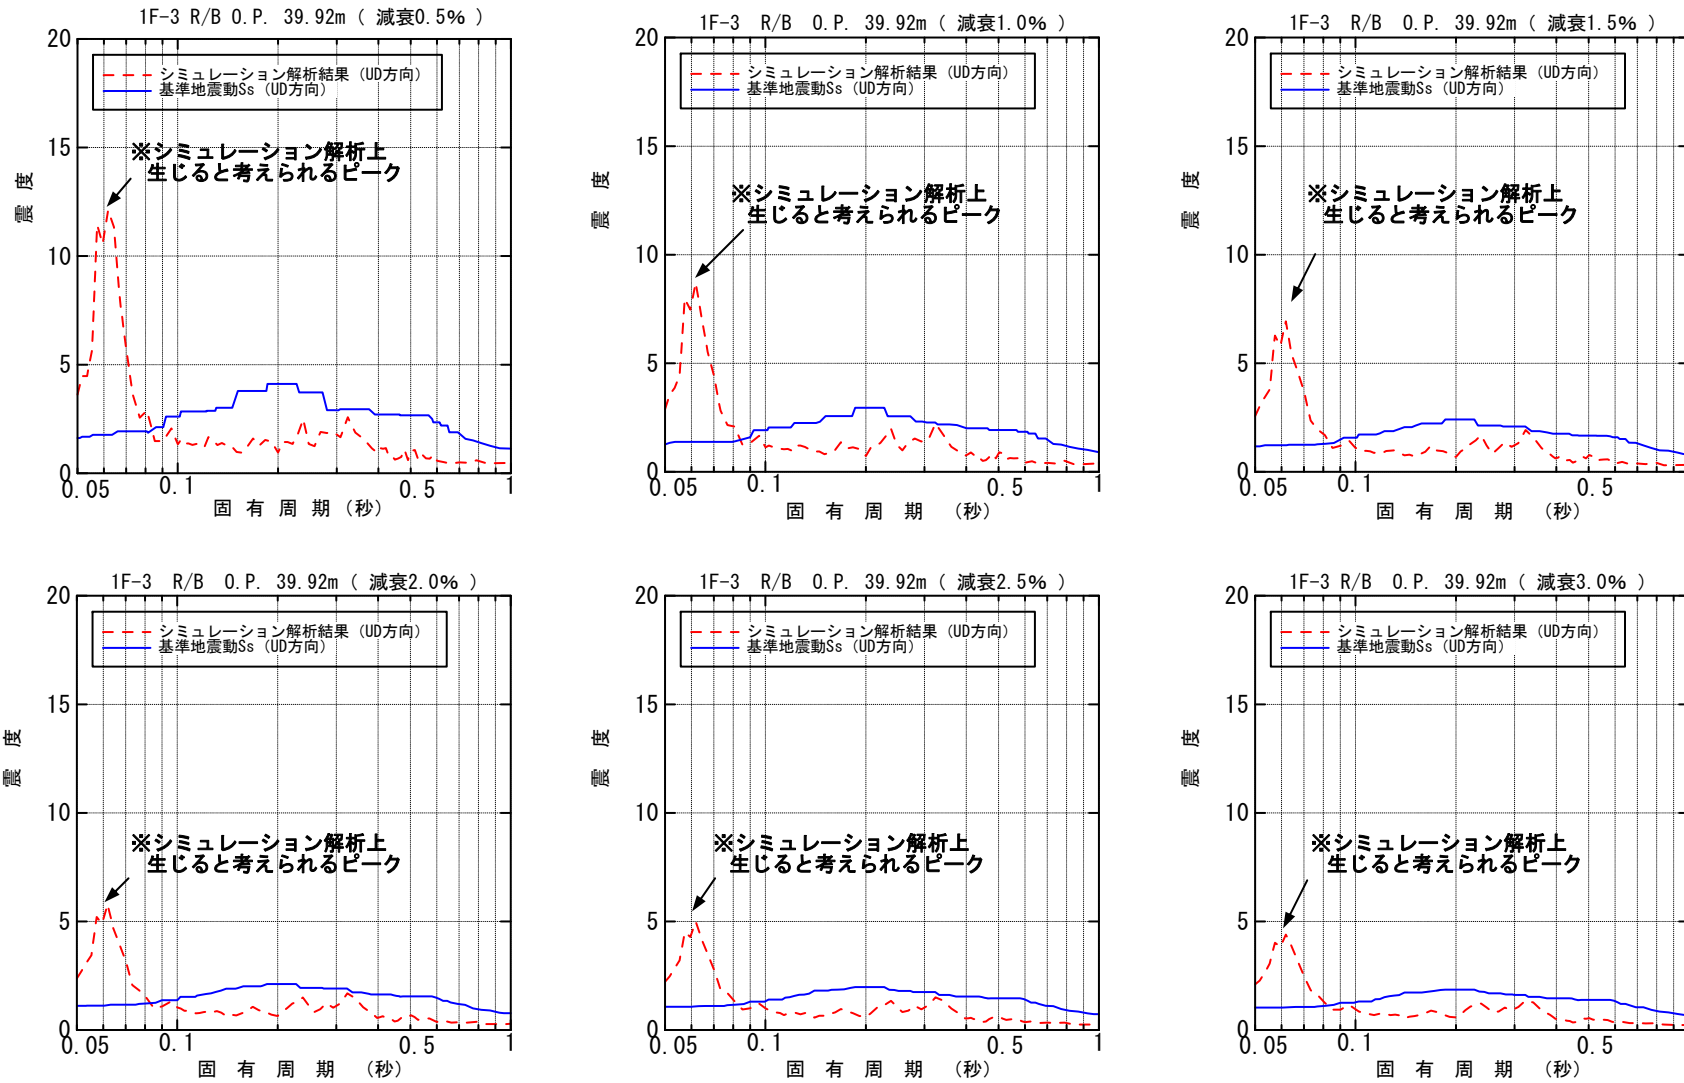 1F-3 R/B O.P. 39.92m ( 減衰0.5% )
20
15
10
5
0
シミュレーション解析結果 (UD方向)
基準地震動Ss (UD方向)
※シミュレーション解析上
生じると考えられるピーク
震 度
0.05 0.1 0.5 1
固 有 周 期 (秒)
1F-3 R/B O.P. 39.92m ( 減衰1.0% )
20
15
10
5
0
シミュレーション解析結果 (UD方向)
基準地震動Ss (UD方向)
※シミュレーション解析上
生じると考えられるピーク
震 度
0.05 0.1 0.5 1
固 有 周 期 (秒)
1F-3 R/B O.P. 39.92m ( 減衰1.5% )
20
15
10
5
0
シミュレーション解析結果 (UD方向)
基準地震動Ss (UD方向)
※シミュレーション解析上
生じると考えられるピーク
震 度
0.05 0.1 0.5
固 有 周 期 (秒)
1F-3 R/B O.P. 39.92m ( 減衰2.0% )
20
15
10
5
0
シミュレーション解析結果 (UD方向)
基準地震動Ss (UD方向)
※シミュレーション解析上
生じると考えられるピーク
震 度
0.05 0.1 0.5 1
固 有 周 期 (秒)
1F-3 R/B O.P. 39.92m ( 減衰2.5% )
20
15
10
5
0
シミュレーション解析結果 (UD方向)
基準地震動Ss (UD方向)
※シミュレーション解析上
生じると考えられるピーク
震 度
0.05 0.1 0.5 1
固 有 周 期 (秒)
1F-3 R/B O.P. 39.92m ( 減衰3.0% )
20
15
10
5
0
シミュレーション解析結果 (UD方向)
基準地震動Ss (UD方向)
※シミュレーション解析上
生じると考えられるピーク
震 度
0.05 0.1 0.5
固 有 周 期 (秒)